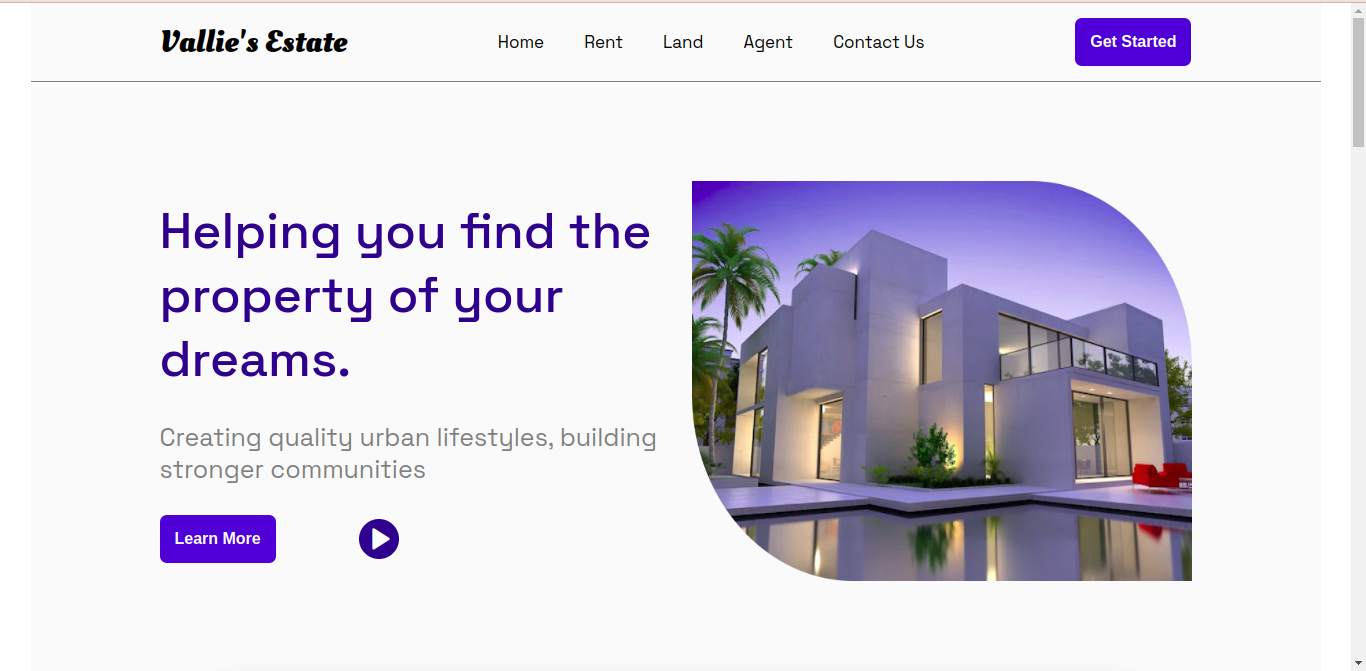 Vallie's Estate
Home Rent Land Agent Contact Us
Get Started
Helping you find the
property of your
dreams.
Creating quality urban lifestyles, building
stronger communities
Learn More